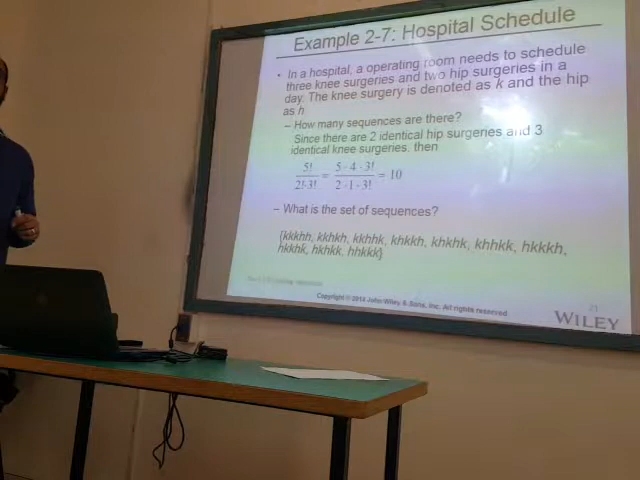 Example 2-7: Hospital Schedule
• In a hospital, a operating room needs to schedule
three knee surgeries and two hip surgeries in a
day. The knee surgery is denoted as k and the hip
as h
– How many sequences are there?
Since there are 2 identical hip surgeries and 3
identical knee surgeries, then
5!/2!·3! = 5·4·3!/2·1·3! = 10
– What is the set of sequences?
{kkkhh, kkhkh, kkhhk, khkkh, khkhk, khhkk, hkkkh,
hkkhk, hkhkk, hhkkk}
Copyright © 2014 John Wiley & Sons, Inc. All rights reserved
21
WILEY